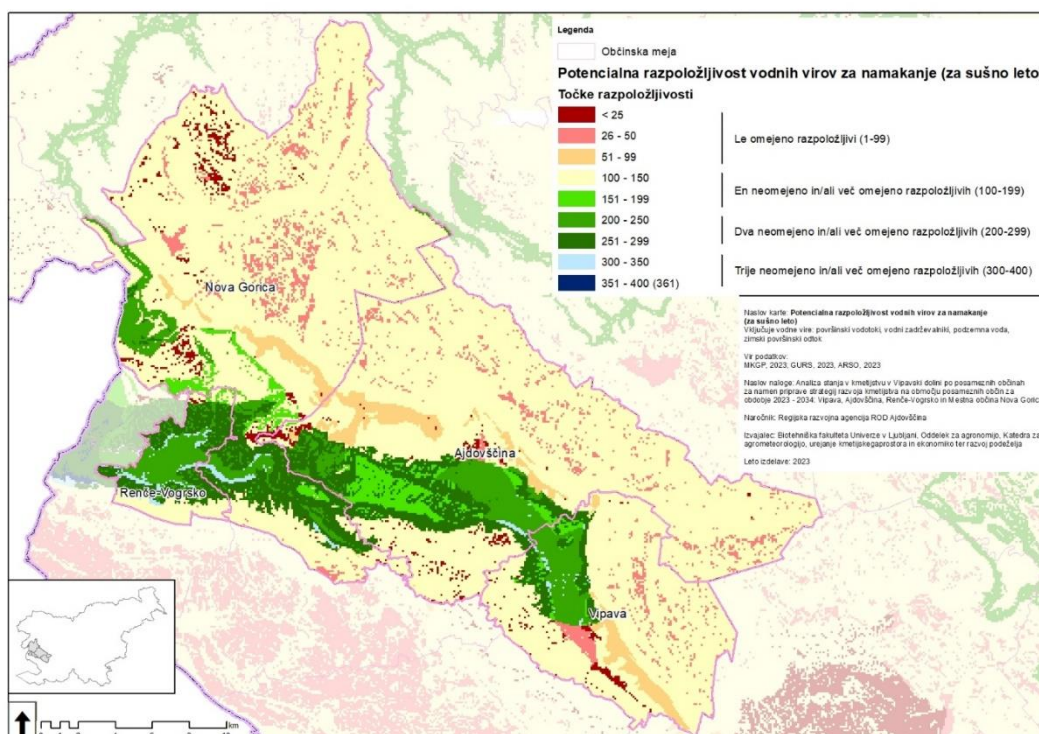 Legenda
Občinska meja
Potencialna razpoložljivost vodnih virov za namakanje (za sušno leto
Točke razpoložljivosti
< 25
26 - 50
51 - 99
100 - 150
151 - 199
200 - 250
251 - 299
300 - 350
351 - 400 (361)
Le omejeno razpoložljivi (1-99)
En neomejeno in/ali več omejeno razpoložljivih (100-199)
Dva neomejeno in/ali več omejeno razpoložljivih (200-299)
Trije neomejeno in/ali več omejeno razpoložljivih (300-400)
Naslov karte: Potencialna razpoložljivost vodnih virov za namakanje
(za sušno leto)
Vključuje vodne vire: površinski vodotoki, vodni zadrževalniki, podzemna voda,
zimski površinski odtok
Vir podatkov:
MKGP, 2023, GURS, 2023, ARSO, 2023
Naslov naloge: Analiza stanja v kmetijstvu v Vipavski dolini po posameznih občinah
za namen priprave strategij razvoja kmetijstva na območju posameznih občin za
obdobje 2023 - 2034: Vipava, Ajdovščina, Renče-Vogrsko in Mestna občina Nova Goric
Naročnik: Regijska razvojna agencija ROD Ajdovščina
Izvajalec: Biotehniška fakulteta Univerze v Ljubljani, Oddelek za agronomijo, Katedra za
agrometeorologijo, urejanje kmetijskegaprostora in ekonomiko ter razvoj podeželja
Leto izdelave: 2023
Nova Gorica
Ajdovščina
Renče-Vogrsko
Vipava
km